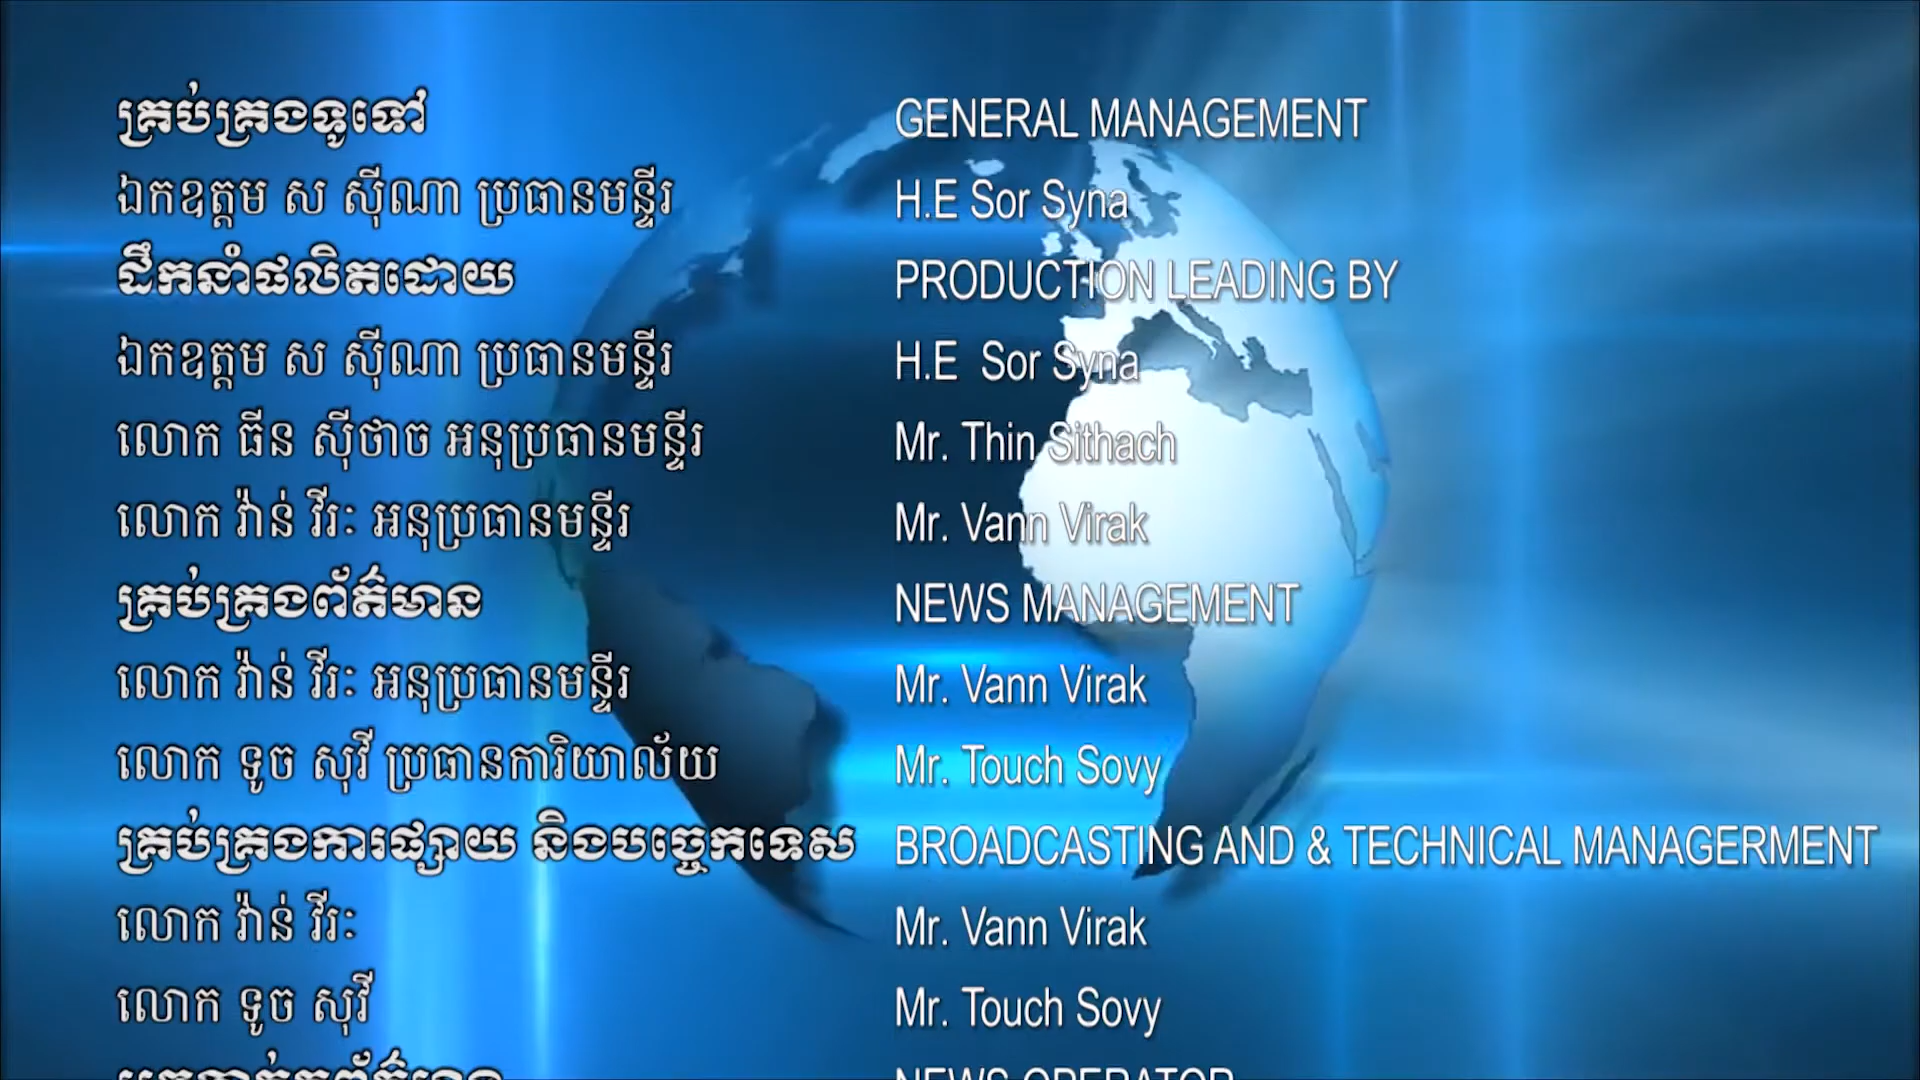 គ្រប់គ្រងទូទៅ GENERAL MANAGEMENT
ឯកឧត្តម ស ស៊ីណា ប្រធានមន្ទីរ H.E Sor Syna
ដឹកនាំផលិតដោយ PRODUCTION LEADING BY
ឯកឧត្តម ស ស៊ីណា ប្រធានមន្ទីរ H.E Sor Syna
លោក ធីន ស៊ីថាច អនុប្រធានមន្ទីរ Mr. Thin Sithach
លោក វ៉ាន់ វីរៈ អនុប្រធានមន្ទីរ Mr. Vann Virak
គ្រប់គ្រងព័ត៌មាន NEWS MANAGEMENT
លោក វ៉ាន់ វីរៈ អនុប្រធានមន្ទីរ Mr. Vann Virak
លោក ទូច សុវី ប្រធានការិយាល័យ Mr. Touch Sovy
គ្រប់គ្រងការផ្សាយ និងបច្ចេកទេស BROADCASTING AND & TECHNICAL MANAGERMENT
លោក វ៉ាន់ វីរៈ Mr. Vann Virak
លោក ទូច សុវី Mr. Touch Sovy
NEWS OPERATOR